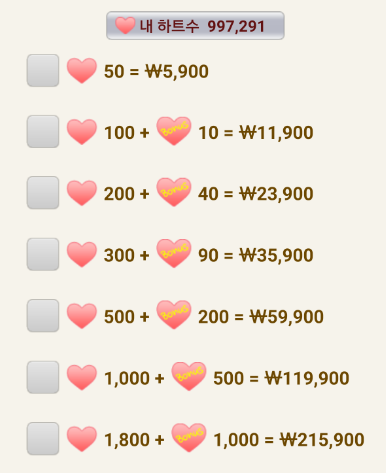 내 하트수 997,291
50 = ₩5,900
100 + Bonus 10 = ₩11,900
200 + Bonus 40 = ₩23,900
300 + Bonus 90 = ₩35,900
500 + Bonus 200 = ₩59,900
1,000 + Bonus 500 = ₩119,900
1,800 + Bonus 1,000 = ₩215,900